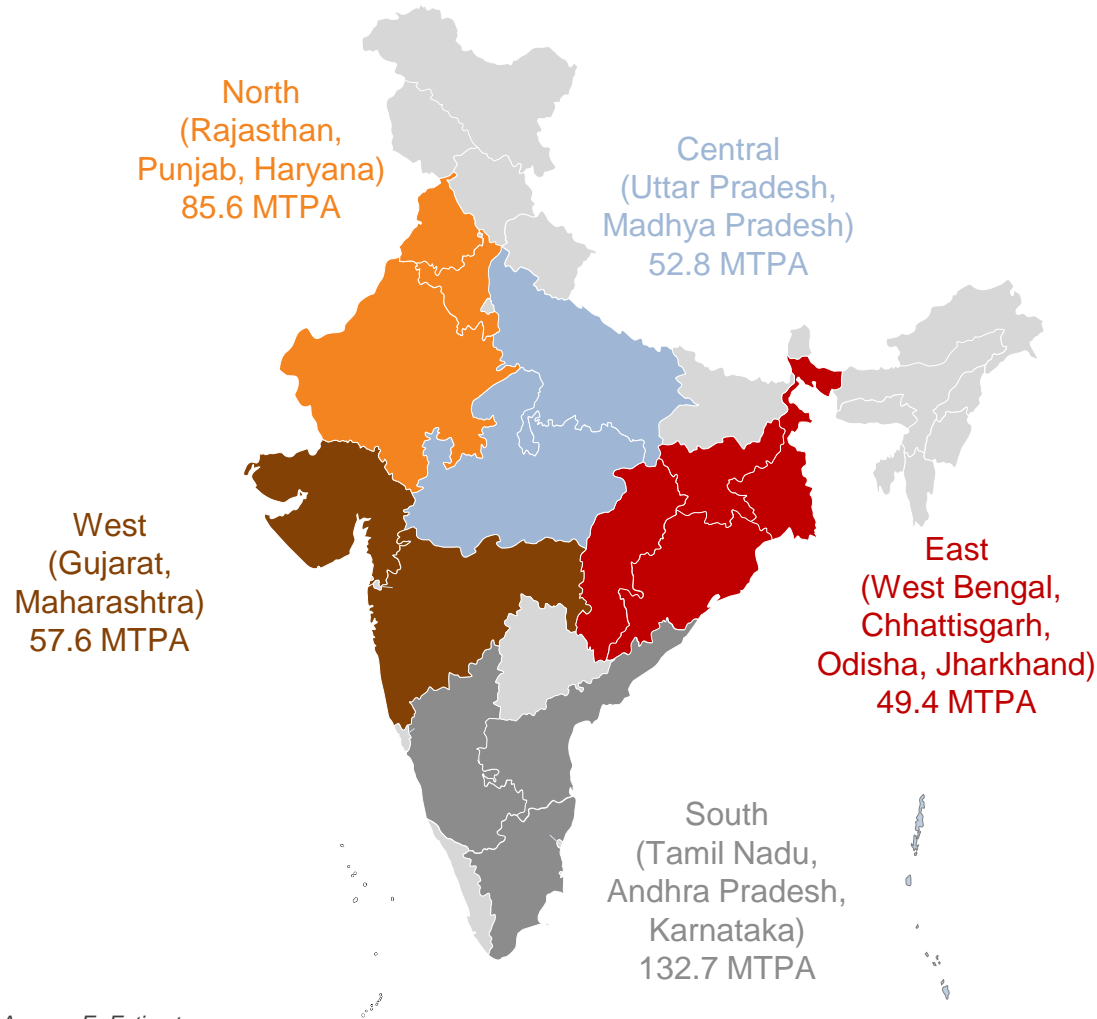 North
(Rajasthan,
Punjab, Haryana)
85.6 MTPA
Central
(Uttar Pradesh,
Madhya Pradesh)
52.8 MTPA
West
(Gujarat,
Maharashtra)
57.6 MTPA
East
(West Bengal,
Chhattisgarh,
Odisha, Jharkhand)
49.4 MTPA
South
(Tamil Nadu,
Andhra Pradesh,
Karnataka)
132.7 MTPA